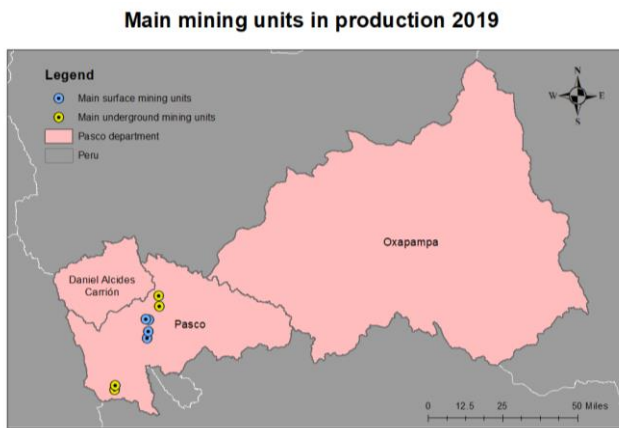 Main mining units in production 2019
Legend
Main surface mining units
Main underground mining units
Pasco department
Peru
N
W
E
S
Oxapampa
Daniel Alcides
Carrión
Pasco
0 12.5 25 50 Miles